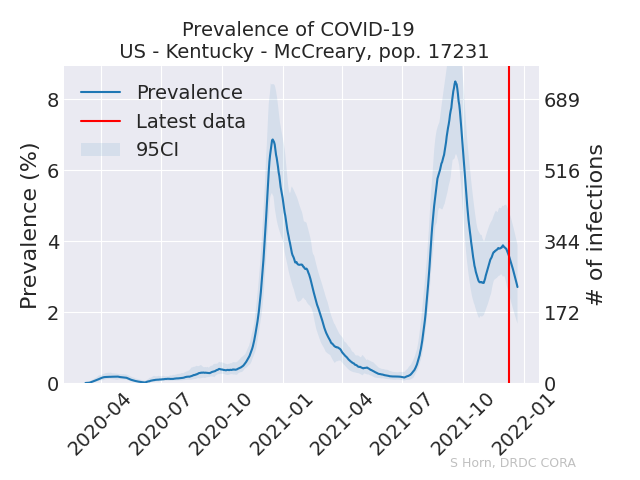 Prevalence of COVID-19
US - Kentucky - McCreary, pop. 17231
Prevalence
Latest data
95CI
Prevalence (%)
8
6
4
2
0
# of infections
689
516
344
172
0
2020-04
2020-07
2020-10
2021-01
2021-04
2021-07
2021-10
2022-01
S Horn, DRDC CORA